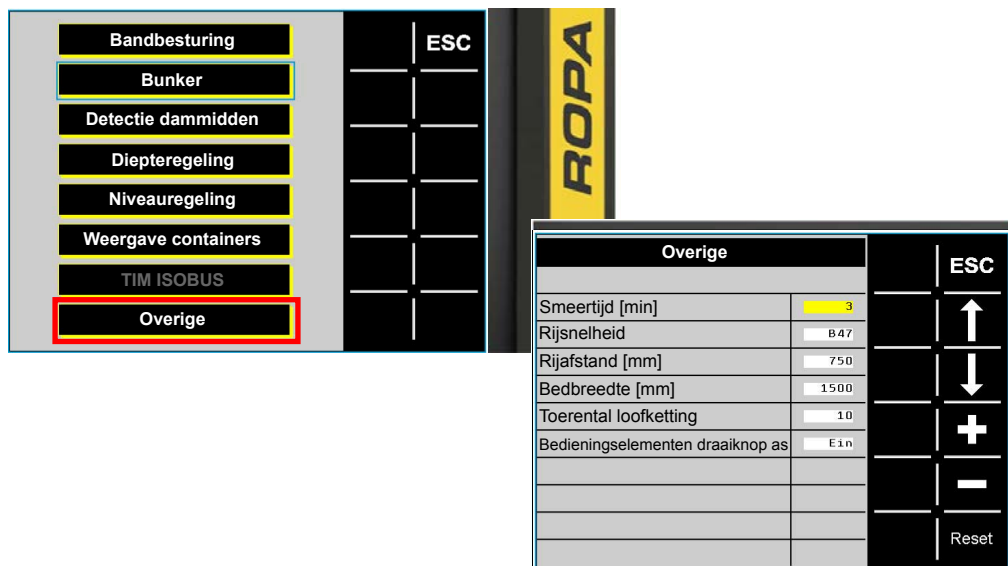 Bandbesturing
ESC
Bunker
Detectie dammidden
Diepteregeling
Niveauregeling
Weergave containers
TIM ISOBUS
Overige
ROPA
Overige
ESC
Smeertijd [min] 3
Rijsnelheid B47
Rijafstand [mm] 750
Bedbreedte [mm] 1500
Toerental loofketting 10
Bedieningselementen draaiknop as Ein
Reset